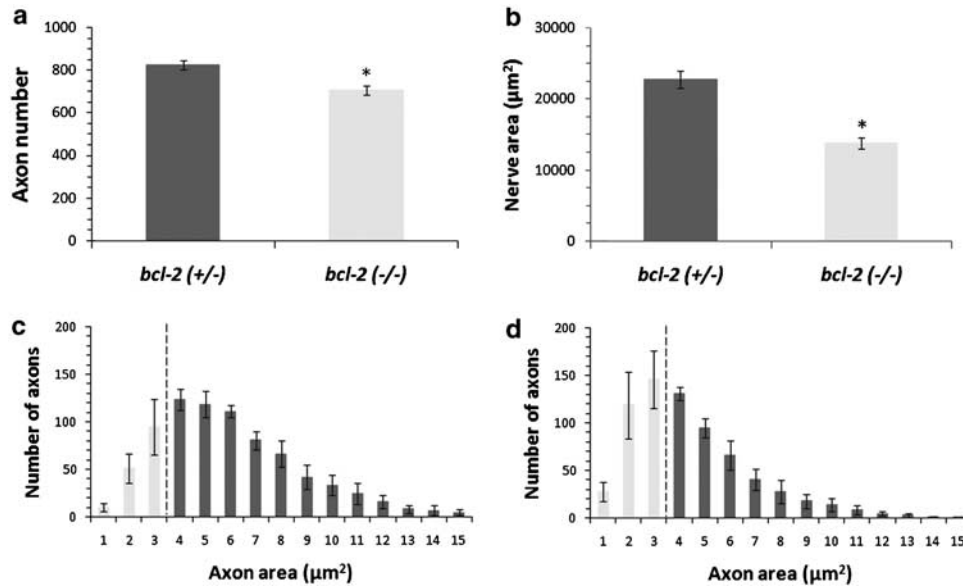 a
1000
800
600
400
200
0
Axon number
*
bcl-2 (+/-)
bcl-2 (-/-)
b
30000
20000
10000
0
Nerve area (µm²)
*
bcl-2 (+/-)
bcl-2 (-/-)
c
200
150
100
50
0
Number of axons
1 2 3 4 5 6 7 8 9 10 11 12 13 14 15
Axon area (µm²)
d
200
150
100
50
0
Number of axons
1 2 3 4 5 6 7 8 9 10 11 12 13 14 15
Axon area (µm²)